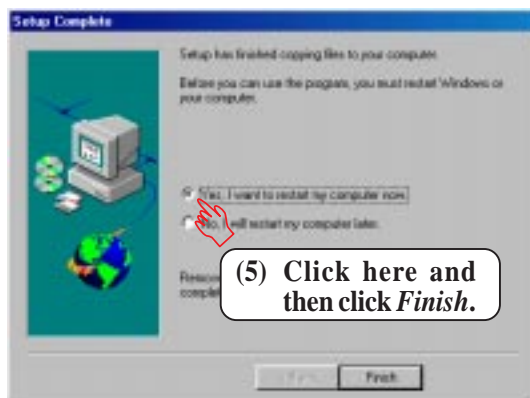 Setup Complete
Setup has finished copying files to your computer.
Before you can use the program, you must restart Windows or
your computer.
Yes, I want to restart my computer now.
No, I will restart my computer later.
Remove
comple
(5) Click here and
then click Finish.
Finish